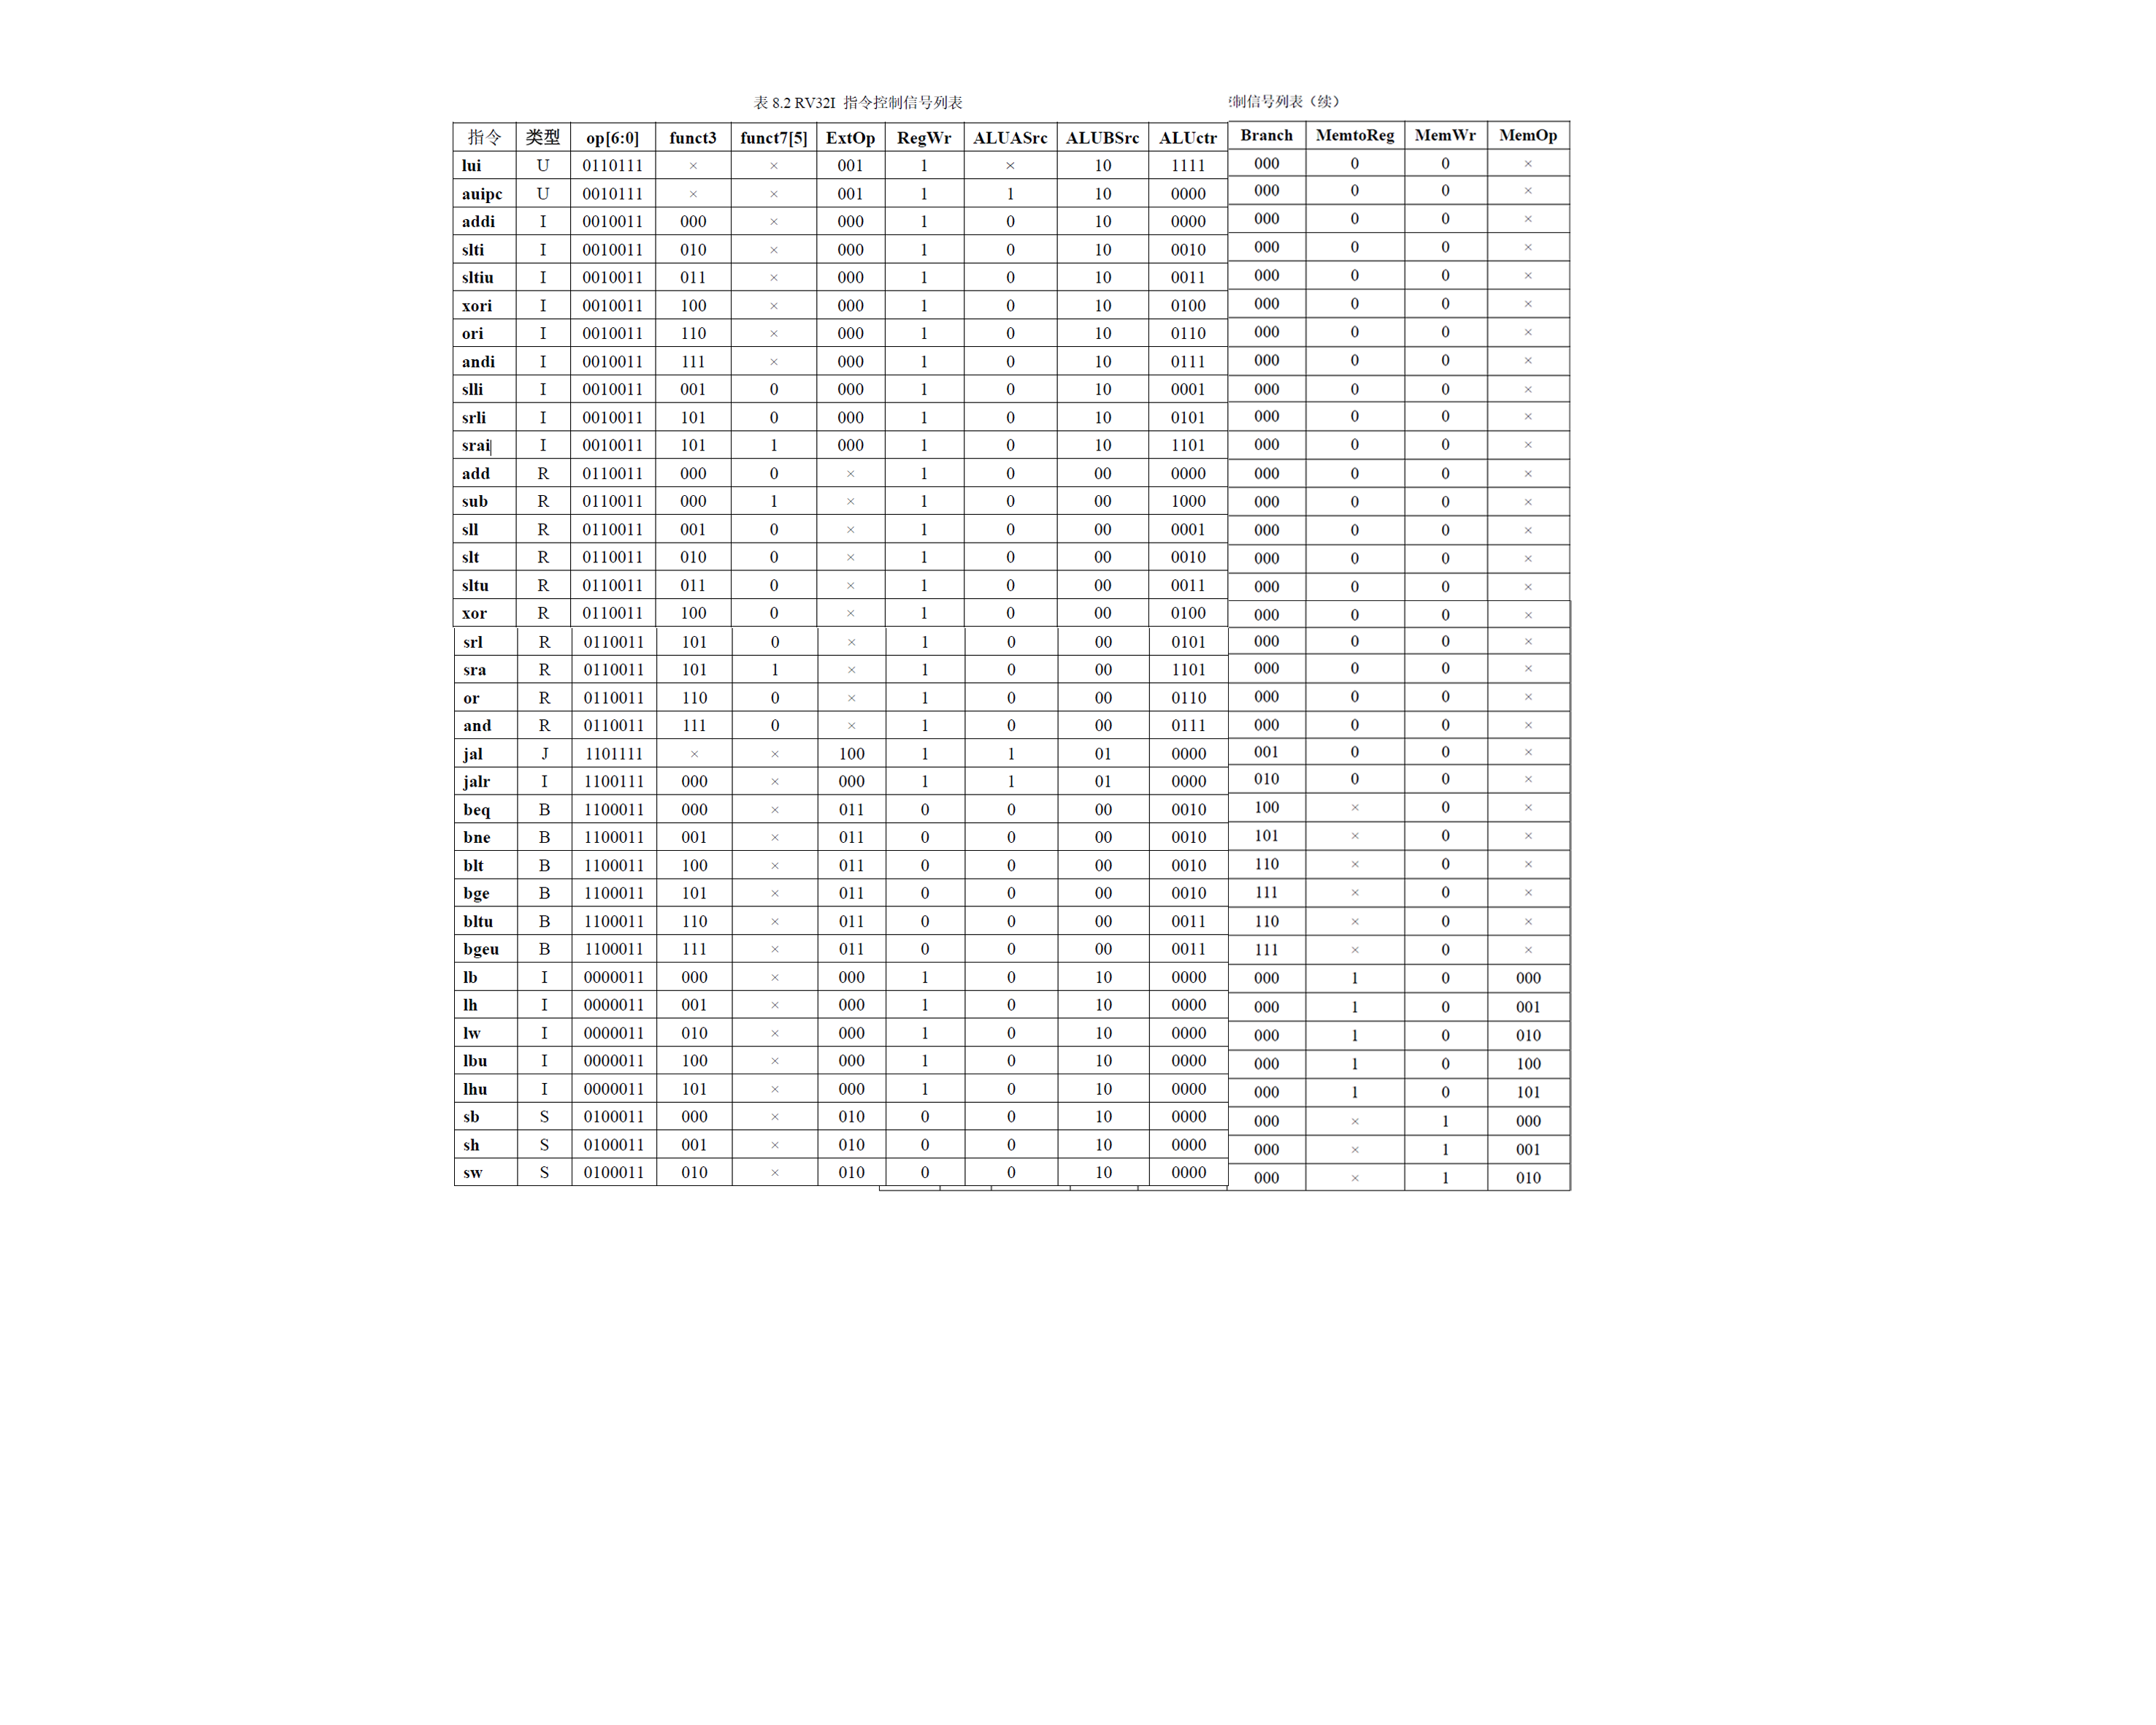 表 8.2 RV32I 指令控制信号列表 制信号列表（续）
指令 类型 op[6:0] funct3 funct7[5] ExtOp RegWr ALUASrc ALUBSrc ALUctr Branch MemtoReg MemWr MemOp
lui U 0110111 × × 001 1 × 10 1111 000 0 0 ×
auipc U 0010111 × × 001 1 1 10 0000 000 0 0 ×
addi I 0010011 000 × 000 1 0 10 0000 000 0 0 ×
slti I 0010011 010 × 000 1 0 10 0010 000 0 0 ×
sltiu I 0010011 011 × 000 1 0 10 0011 000 0 0 ×
xori I 0010011 100 × 000 1 0 10 0100 000 0 0 ×
ori I 0010011 110 × 000 1 0 10 0110 000 0 0 ×
andi I 0010011 111 × 000 1 0 10 0111 000 0 0 ×
slli I 0010011 001 0 000 1 0 10 0001 000 0 0 ×
srli I 0010011 101 0 000 1 0 10 0101 000 0 0 ×
srai I 0010011 101 1 000 1 0 10 1101 000 0 0 ×
add R 0110011 000 0 × 1 0 00 0000 000 0 0 ×
sub R 0110011 000 1 × 1 0 00 1000 000 0 0 ×
sll R 0110011 001 0 × 1 0 00 0001 000 0 0 ×
slt R 0110011 010 0 × 1 0 00 0010 000 0 0 ×
sltu R 0110011 011 0 × 1 0 00 0011 000 0 0 ×
xor R 0110011 100 0 × 1 0 00 0100 000 0 0 ×
srl R 0110011 101 0 × 1 0 00 0101 000 0 0 ×
sra R 0110011 101 1 × 1 0 00 1101 000 0 0 ×
or R 0110011 110 0 × 1 0 00 0110 000 0 0 ×
and R 0110011 111 0 × 1 0 00 0111 000 0 0 ×
jal J 1101111 × × 100 1 1 01 0000 001 0 0 ×
jalr I 1100111 000 × 000 1 1 01 0000 010 0 0 ×
beq B 1100011 000 × 011 0 0 00 0010 100 × 0 ×
bne B 1100011 001 × 011 0 0 00 0010 101 × 0 ×
blt B 1100011 100 × 011 0 0 00 0010 110 × 0 ×
bge B 1100011 101 × 011 0 0 00 0010 111 × 0 ×
bltu B 1100011 110 × 011 0 0 00 0011 110 × 0 ×
bgeu B 1100011 111 × 011 0 0 00 0011 111 × 0 ×
lb I 0000011 000 × 000 1 0 10 0000 000 1 0 000
lh I 0000011 001 × 000 1 0 10 0000 000 1 0 001
lw I 0000011 010 × 000 1 0 10 0000 000 1 0 010
lbu I 0000011 100 × 000 1 0 10 0000 000 1 0 100
lhu I 0000011 101 × 000 1 0 10 0000 000 1 0 101
sb S 0100011 000 × 010 0 0 10 0000 000 × 1 000
sh S 0100011 001 × 010 0 0 10 0000 000 × 1 001
sw S 0100011 010 × 010 0 0 10 0000 000 × 1 010